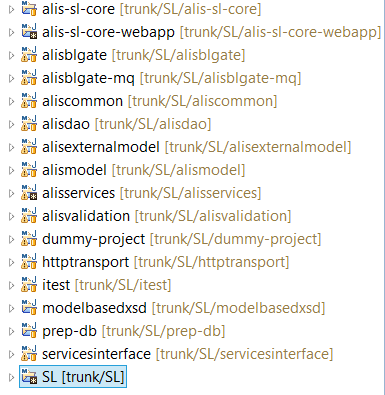 alis-sl-core [trunk/SL/alis-sl-core]
alis-sl-core-webapp [trunk/SL/alis-sl-core-webapp]
alisblgate [trunk/SL/alisblgate]
alisblgate-mq [trunk/SL/alisblgate-mq]
aliscommon [trunk/SL/aliscommon]
alisdao [trunk/SL/alisdao]
alisexternalmodel [trunk/SL/alisexternalmodel]
alismodel [trunk/SL/alismodel]
alisservices [trunk/SL/alisservices]
alisvalidation [trunk/SL/alisvalidation]
dummy-project [trunk/SL/dummy-project]
httptransport [trunk/SL/httptransport]
itest [trunk/SL/itest]
modelbasedxsd [trunk/SL/modelbasedxsd]
prep-db [trunk/SL/prep-db]
servicesinterface [trunk/SL/servicesinterface]
SL [trunk/SL]